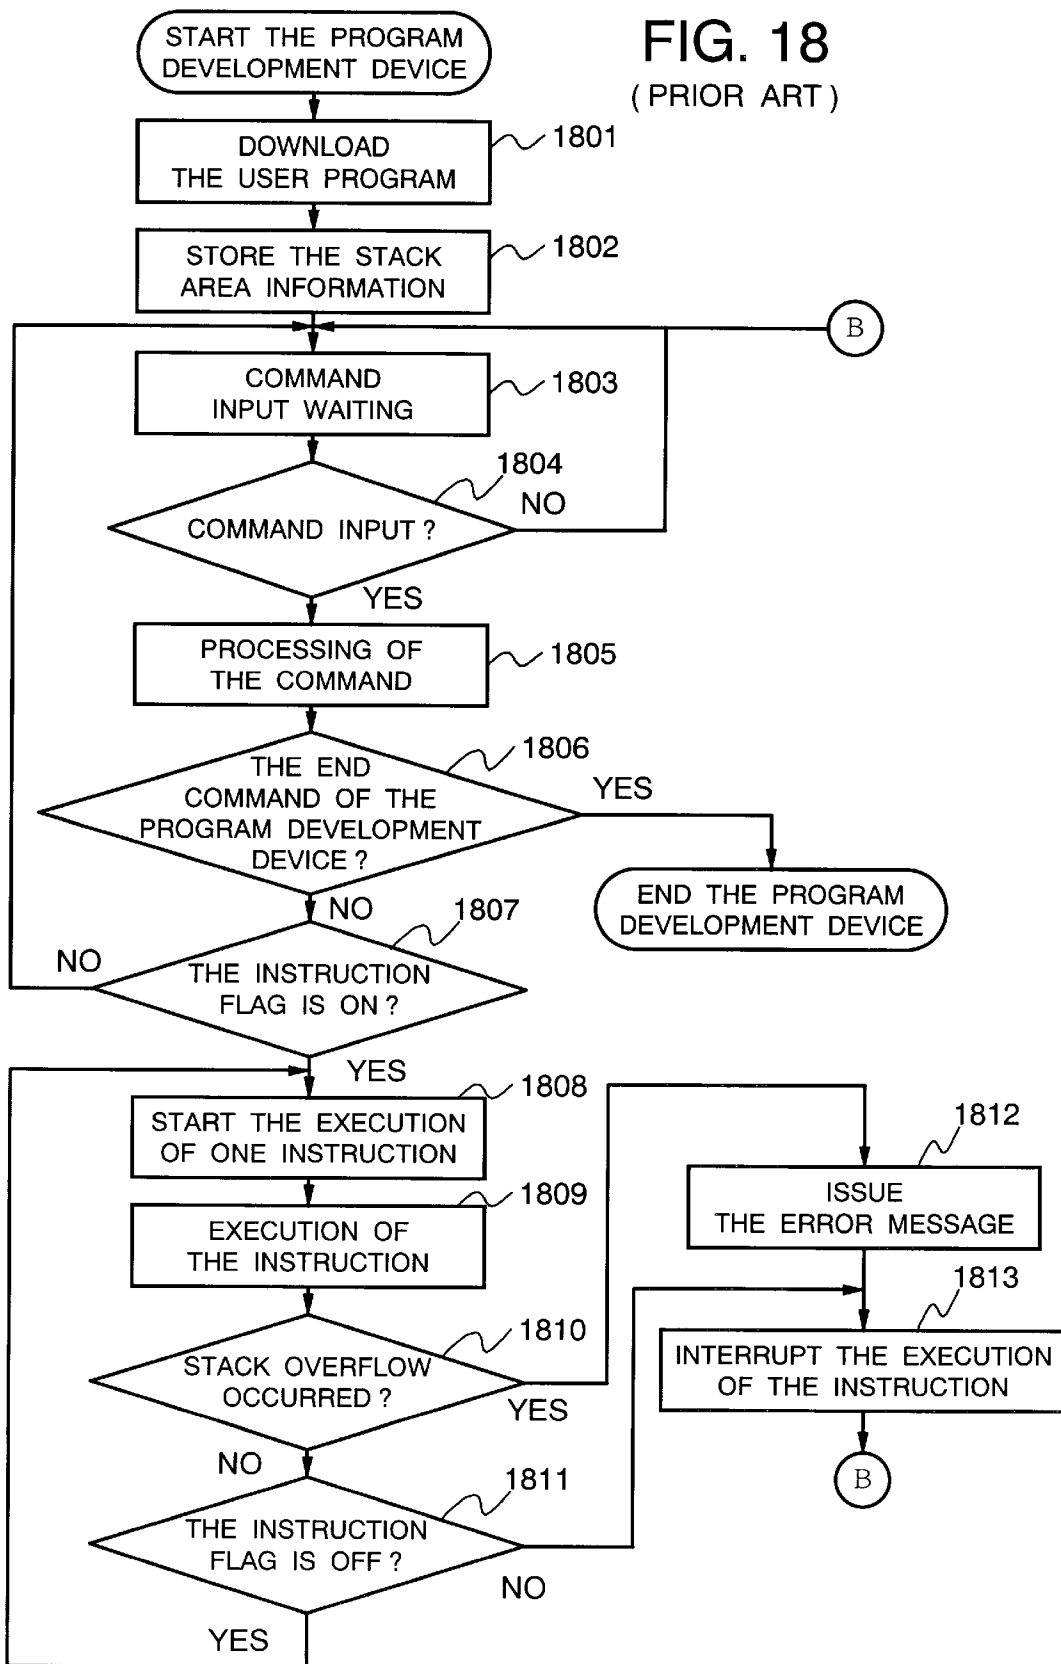 FIG. 18
( PRIOR ART )
START THE PROGRAM
DEVELOPMENT DEVICE
DOWNLOAD
THE USER PROGRAM
1801
STORE THE STACK
AREA INFORMATION
1802
B
COMMAND
INPUT WAITING
1803
1804
COMMAND INPUT ?
NO
YES
PROCESSING OF
THE COMMAND
1805
1806
THE END
COMMAND OF THE
PROGRAM DEVELOPMENT
DEVICE ?
YES
END THE PROGRAM
DEVELOPMENT DEVICE
NO
1807
NO
THE INSTRUCTION
FLAG IS ON ?
YES
1808
START THE EXECUTION
OF ONE INSTRUCTION
1809
EXECUTION OF
THE INSTRUCTION
1810
STACK OVERFLOW
OCCURRED ?
YES
NO
1811
THE INSTRUCTION
FLAG IS OFF ?
NO
YES
1812
ISSUE
THE ERROR MESSAGE
1813
INTERRUPT THE EXECUTION
OF THE INSTRUCTION
B